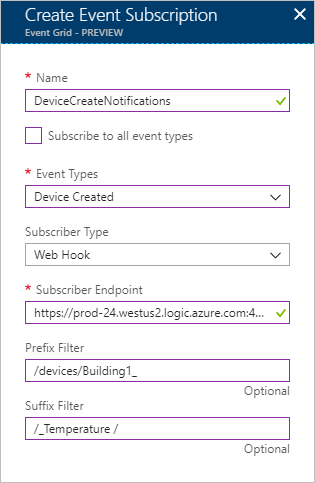 Create Event Subscription
Event Grid - PREVIEW
* Name
DeviceCreateNotifications
Subscribe to all event types
* Event Types
Device Created
Subscriber Type
Web Hook
* Subscriber Endpoint
https://prod-24.westus2.logic.azure.com:4...
Prefix Filter
/devices/Building1_
Optional
Suffix Filter
/_Temperature /
Optional